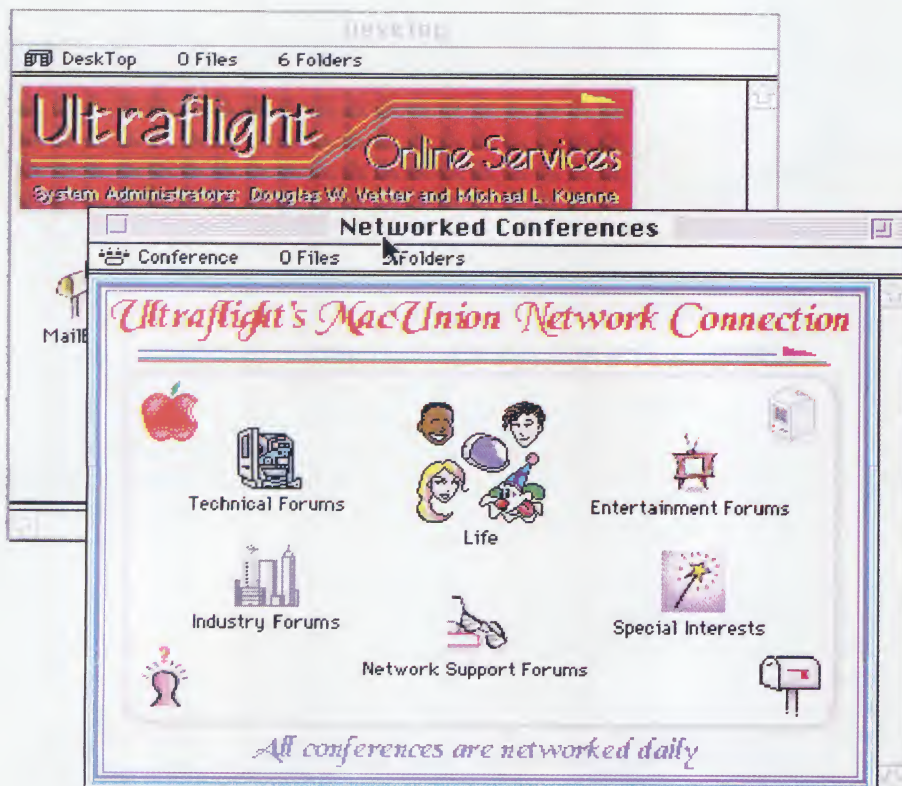 DeskTop
DeskTop 0 Files 6 Folders
Ultraflight
Online Services
System Administrators: Douglas W. Vetter and Michael L. Kuenne
Networked Conferences
Conference 0 Files Folders
Ultraflight's MacUnion Network Connection
Technical Forums
Life
Entertainment Forums
Industry Forums
Special Interests
Network Support Forums
?
All conferences are networked daily